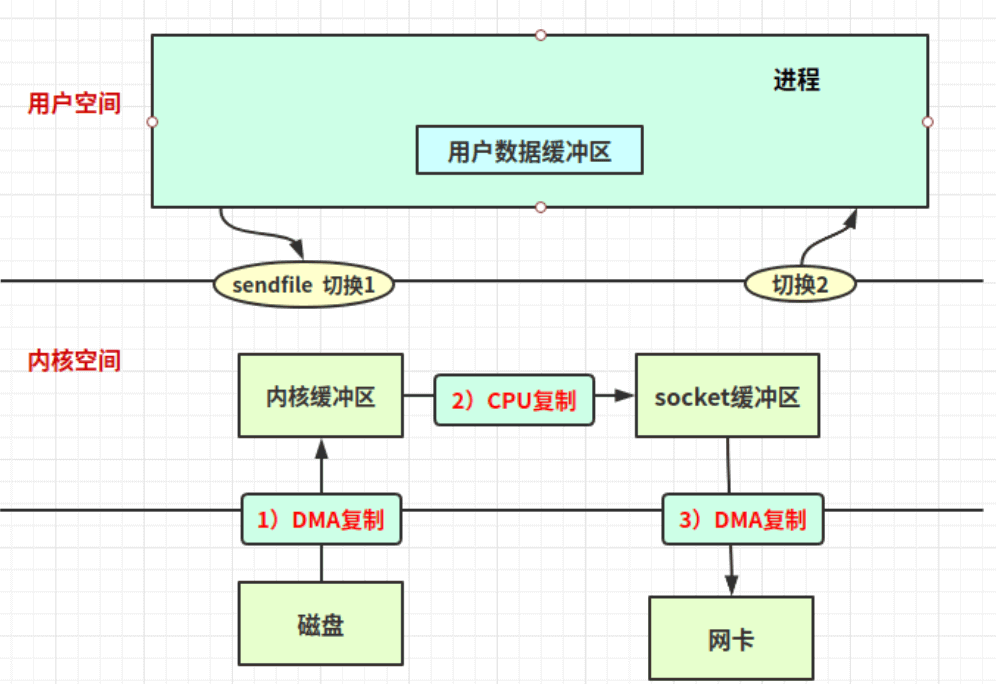 进程
用户空间
用户数据缓冲区
sendfile 切换1
切换2
内核空间
内核缓冲区
2）CPU复制
socket缓冲区
1）DMA复制
3）DMA复制
磁盘
网卡